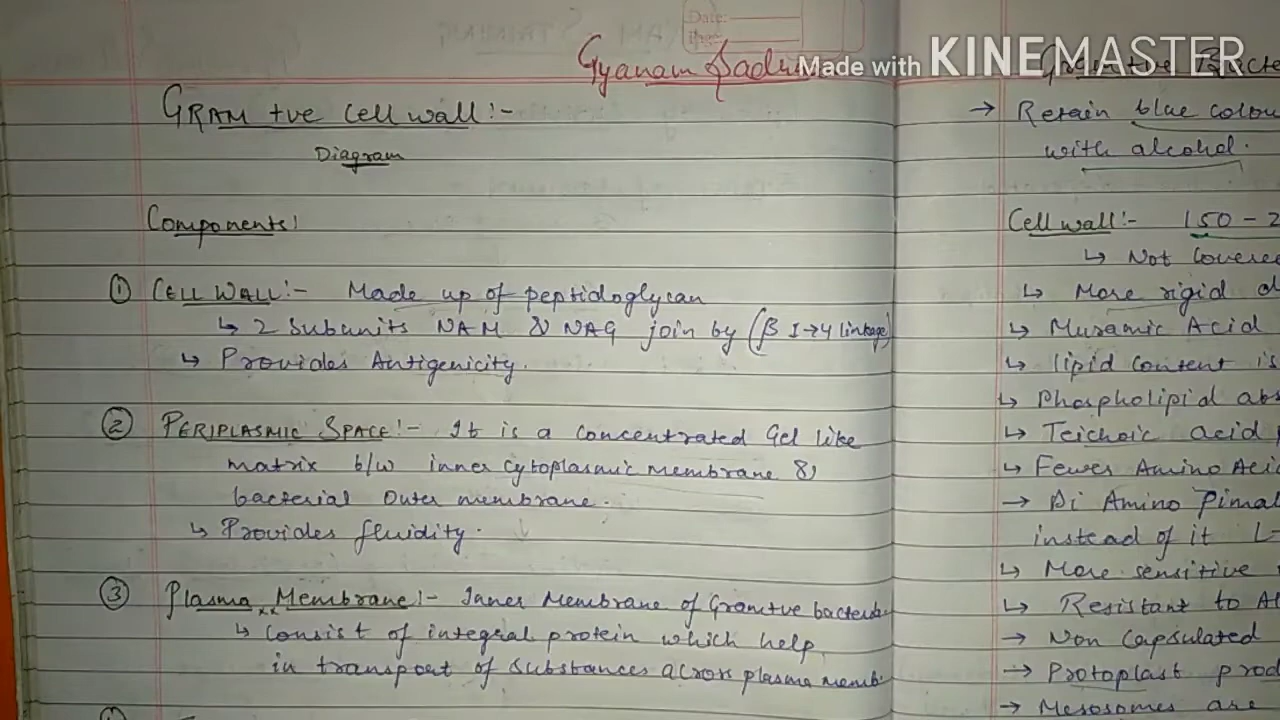 Date:
Gyanam
Made with KINEMASTER
GRAM +ve Cell wall:-
Diagram
Components:
① CELL WALL:- Made up of peptidoglycan
↳ 2 Subunits NAM & NAG join by (β 1→4 linkage)
↳ Provides Antigenicity.
② PERIPLASMIC SPACE:- It is a concentrated Gel like
matrix b/w inner cytoplasmic membrane &
bacterial outer membrane.
↳ Provides fluidity.
③ Plasma Membrane:- Inner Membrane of Gram+ve bacteria
↳ Consist of integral protein which help
in transport of substances across plasma memb.
→ Retain blue colou
with alcohol.
Cell wall:- 150-2
↳ Not Covere
↳ More rigid
↳ Muramic Acid
↳ lipid content is
↳ Phospholipid abs
↳ Teichoic acid
↳ Fewer Amino Acid
→ Di Amino Pimal
instead of it L-
↳ More sensitive
↳ Resistant to
→ Non Capsulated
→ Protoplast prod
→ Mesosomes are